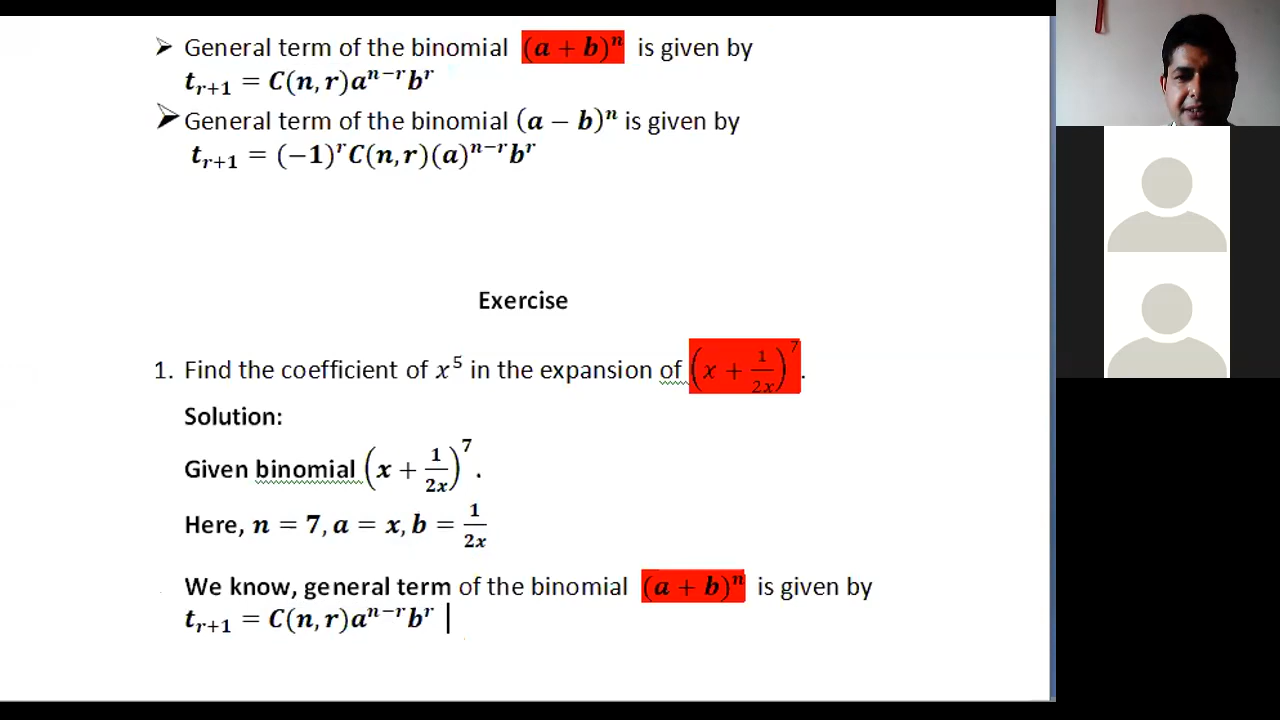 ➢ General term of the binomial (a + b)ⁿ is given by
tᵣ₊₁ = C(n, r)aⁿ⁻ʳbʳ
➢ General term of the binomial (a − b)ⁿ is given by
tᵣ₊₁ = (−1)ʳC(n, r)(a)ⁿ⁻ʳbʳ
Exercise
1. Find the coefficient of x⁵ in the expansion of (x + 1/2x)⁷.
Solution:
Given binomial (x + 1/2x)⁷.
Here, n = 7, a = x, b = 1/2x
We know, general term of the binomial (a + b)ⁿ is given by
tᵣ₊₁ = C(n, r)aⁿ⁻ʳbʳ